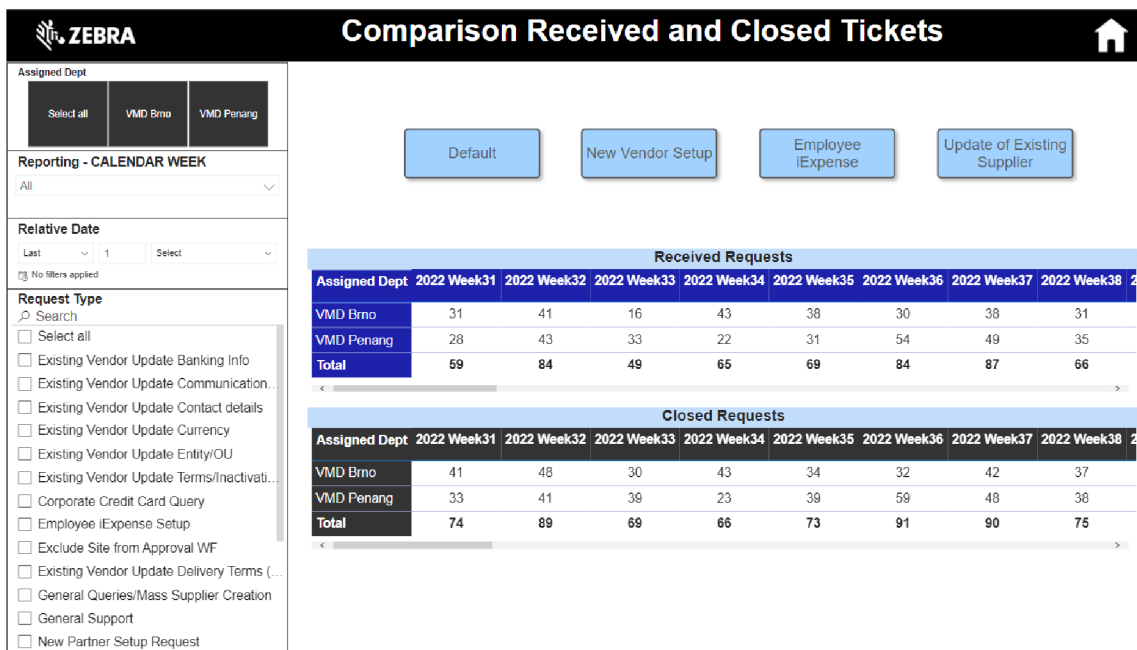 ZEBRA
Comparison Received and Closed Tickets
Assigned Dept
Select all VMD Brno VMD Penang
Reporting - CALENDAR WEEK
All
Relative Date
Last 1 Select
No filters applied
Request Type
Search
Select all
Existing Vendor Update Banking Info
Existing Vendor Update Communication...
Existing Vendor Update Contact details
Existing Vendor Update Currency
Existing Vendor Update Entity/OU
Existing Vendor Update Terms/Inactivati...
Corporate Credit Card Query
Employee iExpense Setup
Exclude Site from Approval WF
Existing Vendor Update Delivery Terms (...
General Queries/Mass Supplier Creation
General Support
New Partner Setup Request
Default
New Vendor Setup
Employee
iExpense
Update of Existing
Supplier
Received Requests
Assigned Dept 2022 Week31 2022 Week32 2022 Week33 2022 Week34 2022 Week35 2022 Week36 2022 Week37 2022 Week38 2
VMD Brno 31 41 16 43 38 30 38 31
VMD Penang 28 43 33 22 31 54 49 35
Total 59 84 49 65 69 84 87 66
Closed Requests
Assigned Dept 2022 Week31 2022 Week32 2022 Week33 2022 Week34 2022 Week35 2022 Week36 2022 Week37 2022 Week38 2
VMD Brno 41 48 30 43 34 32 42 37
VMD Penang 33 41 39 23 39 59 48 38
Total 74 89 69 66 73 91 90 75